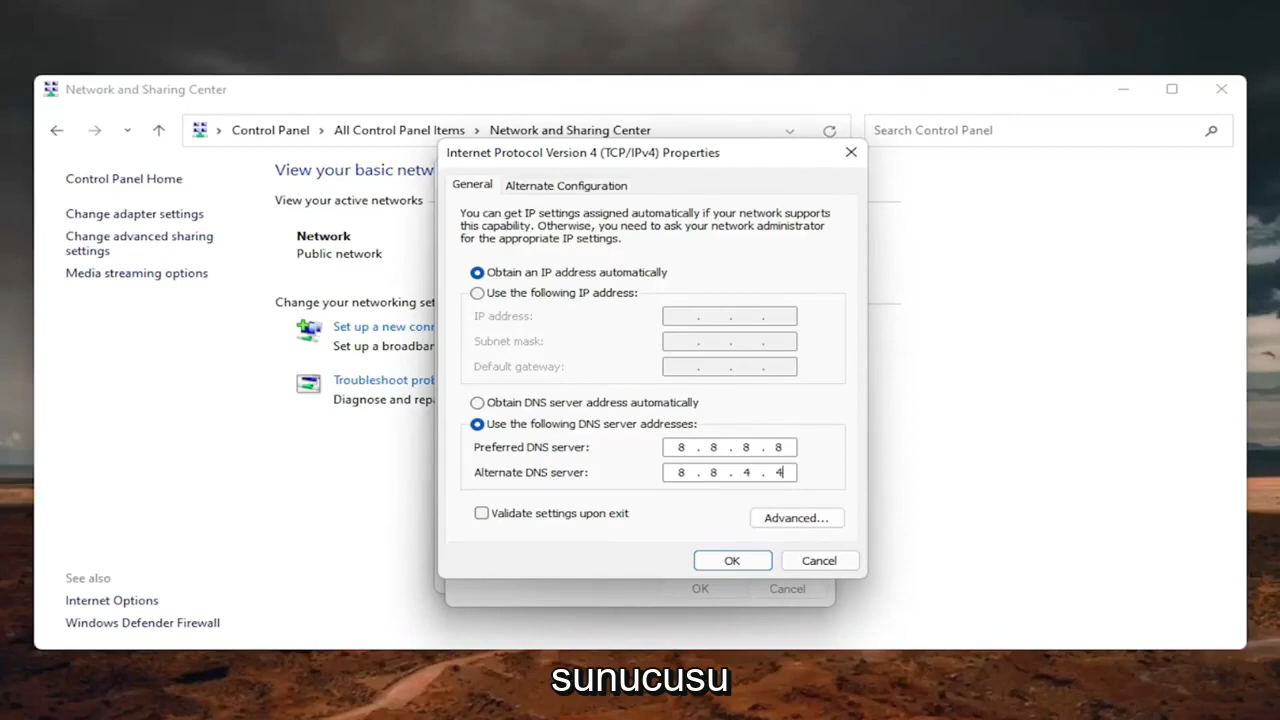 Network and Sharing Center
Control Panel > All Control Panel Items > Network and Sharing Center
Search Control Panel
Control Panel Home
Change adapter settings
Change advanced sharing
settings
Media streaming options
See also
Internet Options
Windows Defender Firewall
View your basic netw
View your active networks
Network
Public network
Change your networking set
Set up a new conn
Set up a broadbar
Troubleshoot prob
Diagnose and repa
Internet Protocol Version 4 (TCP/IPv4) Properties
General
Alternate Configuration
You can get IP settings assigned automatically if your network supports
this capability. Otherwise, you need to ask your network administrator
for the appropriate IP settings.
Obtain an IP address automatically
Use the following IP address:
IP address: . . .
Subnet mask: . . .
Default gateway: . . .
Obtain DNS server address automatically
Use the following DNS server addresses:
Preferred DNS server: 8 . 8 . 8 . 8
Alternate DNS server: 8 . 8 . 4 . 4
Validate settings upon exit
Advanced...
OK Cancel
OK Cancel
sunucusu